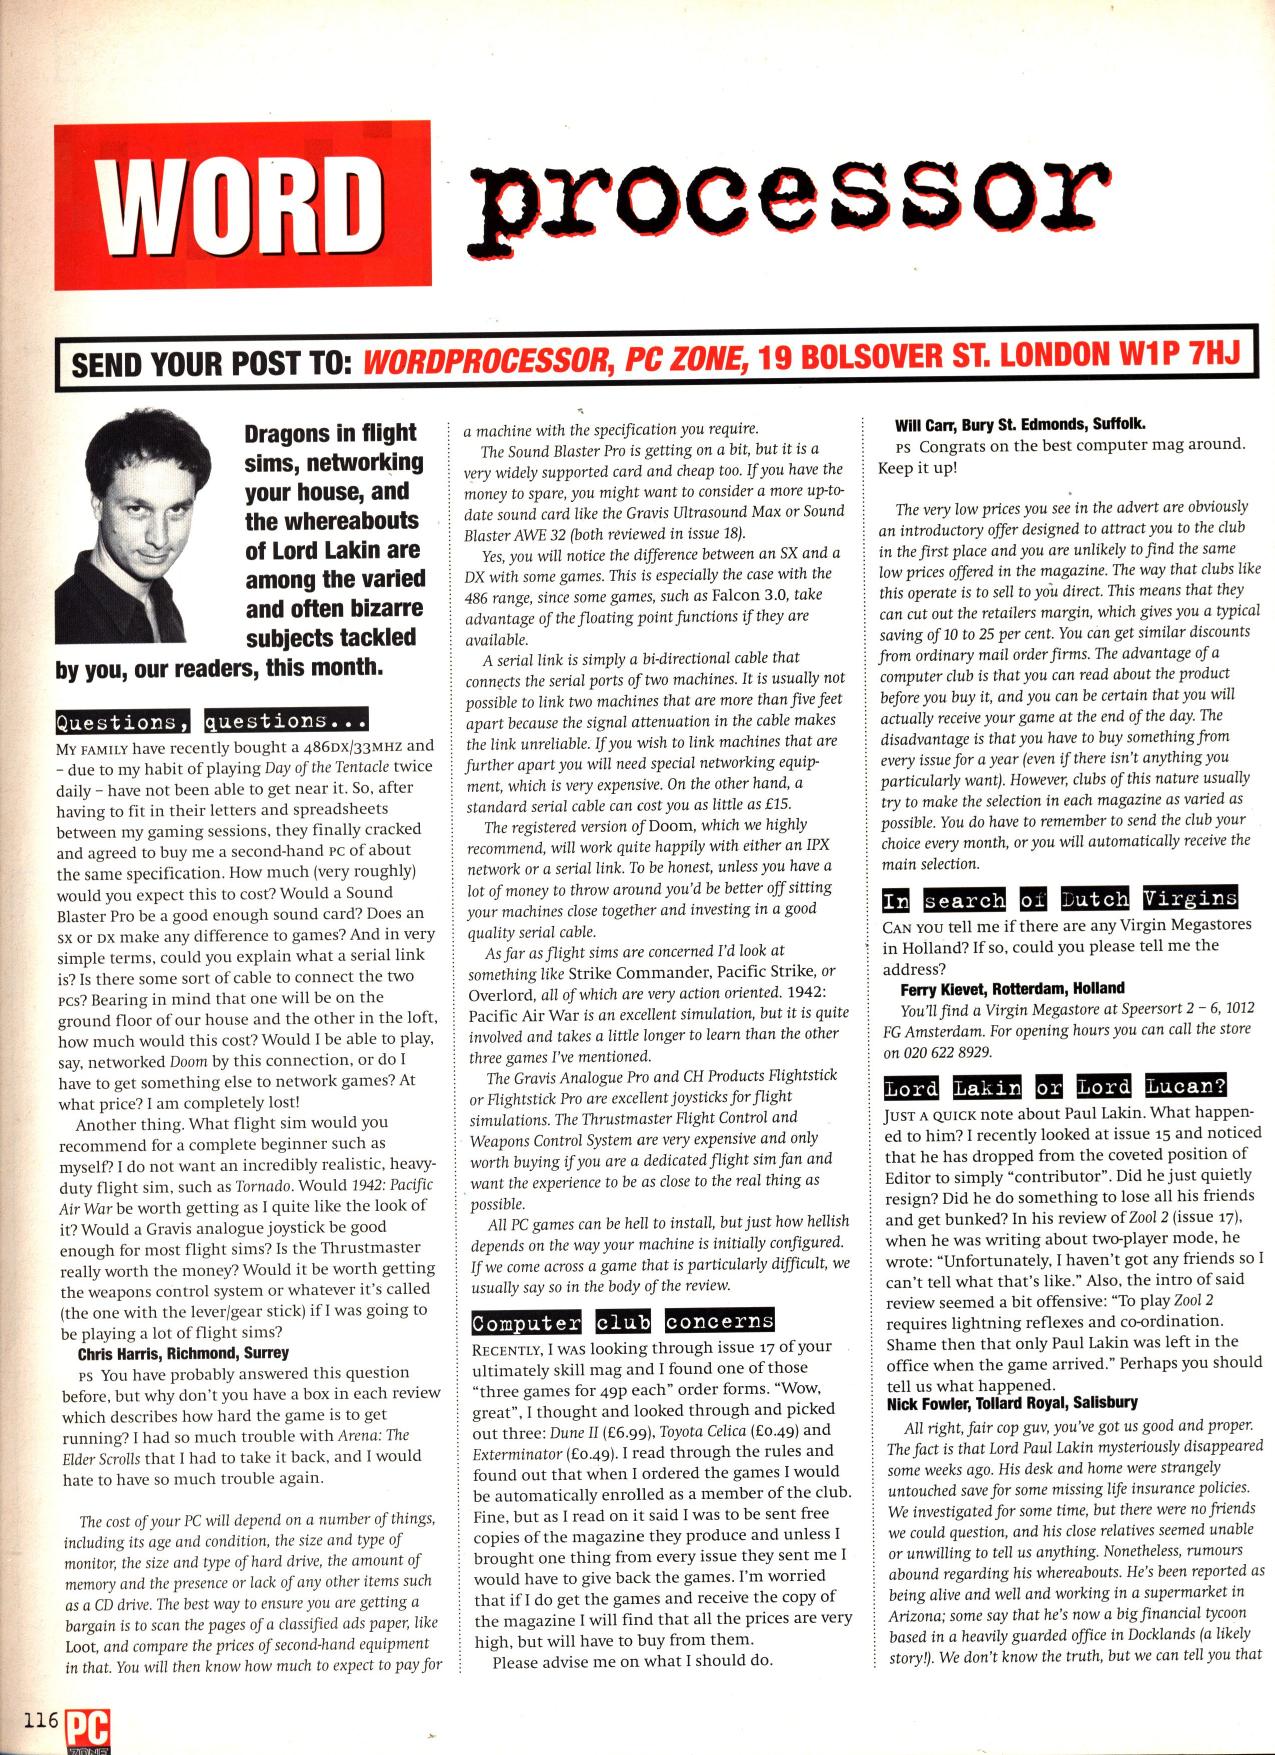 WORD processor
SEND YOUR POST TO: WORDPROCESSOR, PC ZONE, 19 BOLSOVER ST. LONDON W1P 7HJ
Dragons in flight
sims, networking
your house, and
the whereabouts
of Lord Lakin are
among the varied
and often bizarre
subjects tackled
by you, our readers, this month.
Questions, questions...
MY FAMILY have recently bought a 486DX/33MHZ and
– due to my habit of playing Day of the Tentacle twice
daily – have not been able to get near it. So, after
having to fit in their letters and spreadsheets
between my gaming sessions, they finally cracked
and agreed to buy me a second-hand PC of about
the same specification. How much (very roughly)
would you expect this to cost? Would a Sound
Blaster Pro be a good enough sound card? Does an
SX or DX make any difference to games? And in very
simple terms, could you explain what a serial link
is? Is there some sort of cable to connect the two
PCs? Bearing in mind that one will be on the
ground floor of our house and the other in the loft,
how much would this cost? Would I be able to play,
say, networked Doom by this connection, or do I
have to get something else to network games? At
what price? I am completely lost!
Another thing. What flight sim would you
recommend for a complete beginner such as
myself? I do not want an incredibly realistic, heavy-
duty flight sim, such as Tornado. Would 1942: Pacific
Air War be worth getting as I quite like the look of
it? Would a Gravis analogue joystick be good
enough for most flight sims? Is the Thrustmaster
really worth the money? Would it be worth getting
the weapons control system or whatever it's called
(the one with the lever/gear stick) if I was going to
be playing a lot of flight sims?
Chris Harris, Richmond, Surrey
PS You have probably answered this question
before, but why don't you have a box in each review
which describes how hard the game is to get
running? I had so much trouble with Arena: The
Elder Scrolls that I had to take it back, and I would
hate to have so much trouble again.
The cost of your PC will depend on a number of things,
including its age and condition, the size and type of
monitor, the size and type of hard drive, the amount of
memory and the presence or lack of any other items such
as a CD drive. The best way to ensure you are getting a
bargain is to scan the pages of a classified ads paper, like
Loot, and compare the prices of second-hand equipment
in that. You will then know how much to expect to pay for
a machine with the specification you require.
The Sound Blaster Pro is getting on a bit, but it is a
very widely supported card and cheap too. If you have the
money to spare, you might want to consider a more up-to-
date sound card like the Gravis Ultrasound Max or Sound
Blaster AWE 32 (both reviewed in issue 18).
Yes, you will notice the difference between an SX and a
DX with some games. This is especially the case with the
486 range, since some games, such as Falcon 3.0, take
advantage of the floating point functions if they are
available.
A serial link is simply a bi-directional cable that
connects the serial ports of two machines. It is usually not
possible to link two machines that are more than five feet
apart because the signal attenuation in the cable makes
the link unreliable. If you wish to link machines that are
further apart you will need special networking equip-
ment, which is very expensive. On the other hand, a
standard serial cable can cost you as little as £15.
The registered version of Doom, which we highly
recommend, will work quite happily with either an IPX
network or a serial link. To be honest, unless you have a
lot of money to throw around you'd be better off sitting
your machines close together and investing in a good
quality serial cable.
As far as flight sims are concerned I'd look at
something like Strike Commander, Pacific Strike, or
Overlord, all of which are very action oriented. 1942:
Pacific Air War is an excellent simulation, but it is quite
involved and takes a little longer to learn than the other
three games I've mentioned.
The Gravis Analogue Pro and CH Products Flightstick
or Flightstick Pro are excellent joysticks for flight
simulations. The Thrustmaster Flight Control and
Weapons Control System are very expensive and only
worth buying if you are a dedicated flight sim fan and
want the experience to be as close to the real thing as
possible.
All PC games can be hell to install, but just how hellish
depends on the way your machine is initially configured.
If we come across a game that is particularly difficult, we
usually say so in the body of the review.
Computer club concerns
RECENTLY, I WAS looking through issue 17 of your
ultimately skill mag and I found one of those
"three games for 49p each" order forms. "Wow,
great", I thought and looked through and picked
out three: Dune II (£6.99), Toyota Celica (£0.49) and
Exterminator (£0.49). I read through the rules and
found out that when I ordered the games I would
be automatically enrolled as a member of the club.
Fine, but as I read on it said I was to be sent free
copies of the magazine they produce and unless I
brought one thing from every issue they sent me I
would have to give back the games. I'm worried
that if I do get the games and receive the copy of
the magazine I will find that all the prices are very
high, but will have to buy from them.
Please advise me on what I should do.
Will Carr, Bury St. Edmonds, Suffolk.
PS Congrats on the best computer mag around.
Keep it up!
The very low prices you see in the advert are obviously
an introductory offer designed to attract you to the club
in the first place and you are unlikely to find the same
low prices offered in the magazine. The way that clubs like
this operate is to sell to you direct. This means that they
can cut out the retailers margin, which gives you a typical
saving of 10 to 25 per cent. You can get similar discounts
from ordinary mail order firms. The advantage of a
computer club is that you can read about the product
before you buy it, and you can be certain that you will
actually receive your game at the end of the day. The
disadvantage is that you have to buy something from
every issue for a year (even if there isn't anything you
particularly want). However, clubs of this nature usually
try to make the selection in each magazine as varied as
possible. You do have to remember to send the club your
choice every month, or you will automatically receive the
main selection.
In search of Dutch Virgins
CAN YOU tell me if there are any Virgin Megastores
in Holland? If so, could you please tell me the
address?
Ferry Kievet, Rotterdam, Holland
You'll find a Virgin Megastore at Speersort 2 – 6, 1012
FG Amsterdam. For opening hours you can call the store
on 020 622 8929.
Lord Lakin or Lord Lucan?
JUST A QUICK note about Paul Lakin. What happen-
ed to him? I recently looked at issue 15 and noticed
that he has dropped from the coveted position of
Editor to simply "contributor". Did he just quietly
resign? Did he do something to lose all his friends
and get bunked? In his review of Zool 2 (issue 17),
when he was writing about two-player mode, he
wrote: "Unfortunately, I haven't got any friends so I
can't tell what that's like." Also, the intro of said
review seemed a bit offensive: "To play Zool 2
requires lightning reflexes and co-ordination.
Shame then that only Paul Lakin was left in the
office when the game arrived." Perhaps you should
tell us what happened.
Nick Fowler, Tollard Royal, Salisbury
All right, fair cop guv, you've got us good and proper.
The fact is that Lord Paul Lakin mysteriously disappeared
some weeks ago. His desk and home were strangely
untouched save for some missing life insurance policies.
We investigated for some time, but there were no friends
we could question, and his close relatives seemed unable
or unwilling to tell us anything. Nonetheless, rumours
abound regarding his whereabouts. He's been reported as
being alive and well and working in a supermarket in
Arizona; some say that he's now a big financial tycoon
based in a heavily guarded office in Docklands (a likely
story!). We don't know the truth, but we can tell you that
116 PC ZONE